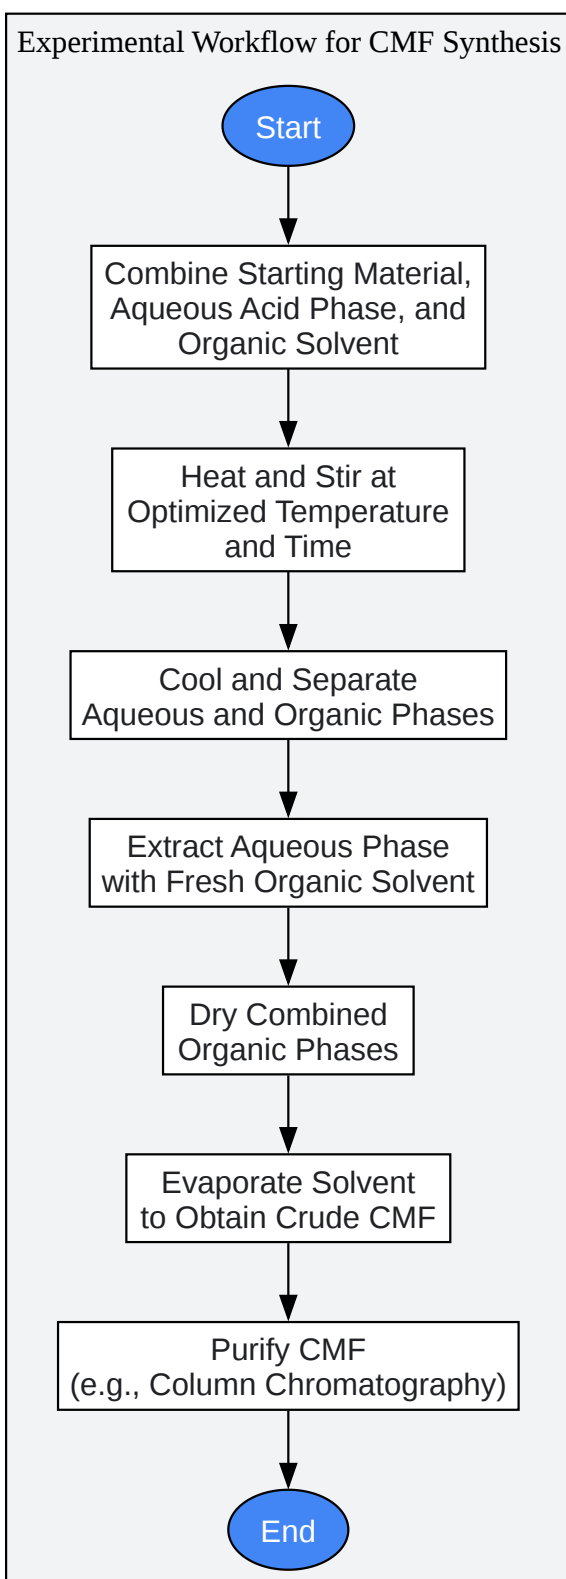 Experimental Workflow for CMF Synthesis
Start
Combine Starting Material,
Aqueous Acid Phase, and
Organic Solvent
Heat and Stir at
Optimized Temperature
and Time
Cool and Separate
Aqueous and Organic Phases
Extract Aqueous Phase
with Fresh Organic Solvent
Dry Combined
Organic Phases
Evaporate Solvent
to Obtain Crude CMF
Purify CMF
(e.g., Column Chromatography)
End